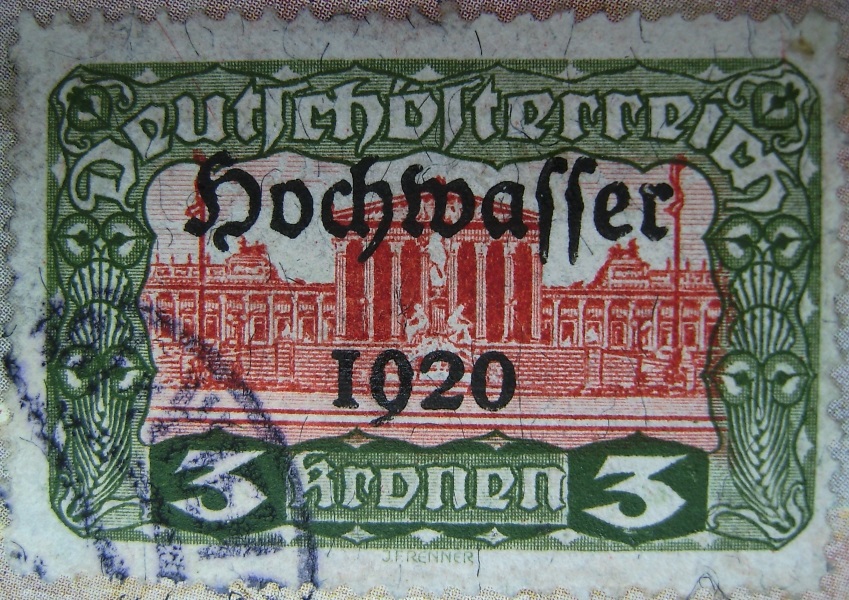 Deutschösterreich
Hochwasser
1920
3 Kronen 3
J.F.RENNER